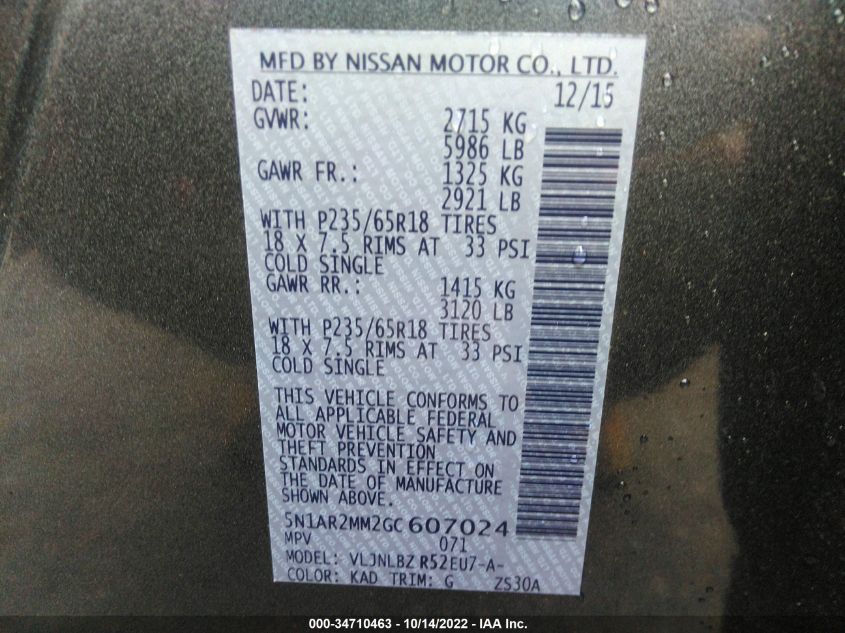 MFD BY NISSAN MOTOR CO., LTD.
DATE: 12/15
GVWR: 2715 KG
5986 LB
GAWR FR.: 1325 KG
2921 LB
WITH P235/65R18 TIRES
18 X 7.5 RIMS AT 33 PSI
COLD SINGLE
GAWR RR.: 1415 KG
3120 LB
WITH P235/65R18 TIRES
18 X 7.5 RIMS AT 33 PSI
COLD SINGLE
THIS VEHICLE CONFORMS TO
ALL APPLICABLE FEDERAL
MOTOR VEHICLE SAFETY AND
THEFT PREVENTION
STANDARDS IN EFFECT ON
THE DATE OF MANUFACTURE
SHOWN ABOVE.
5N1AR2MM2GC607024
MPV 071
MODEL: VLJNLBZ R52EU7-A-
COLOR: KAD TRIM: G ZS30A
000-34710463 - 10/14/2022 - IAA Inc.